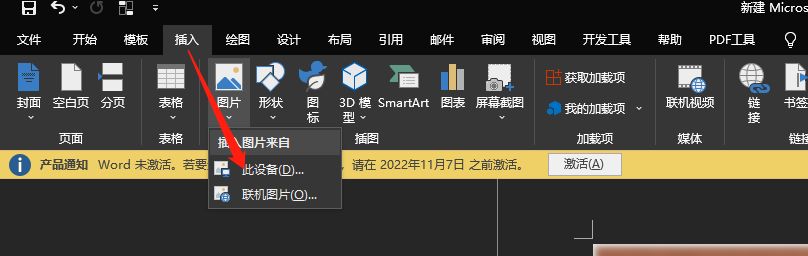 新建 Micros
文件 开始 模板 插入 绘图 设计 布局 引用 邮件 审阅 视图 开发工具 帮助 PDF工具
封面 空白页 分页 表格 图片 形状 图标 3D 模型 SmartArt 图表 屏幕截图 获取加载项 我的加载项 联机视频 链接 书签
页面 表格 插图 加载项 媒体
插入图片来自
产品通知 Word 未激活。若要 ，请在 2022年11月7日 之前激活。 激活(A)
此设备(D)...
联机图片(O)...